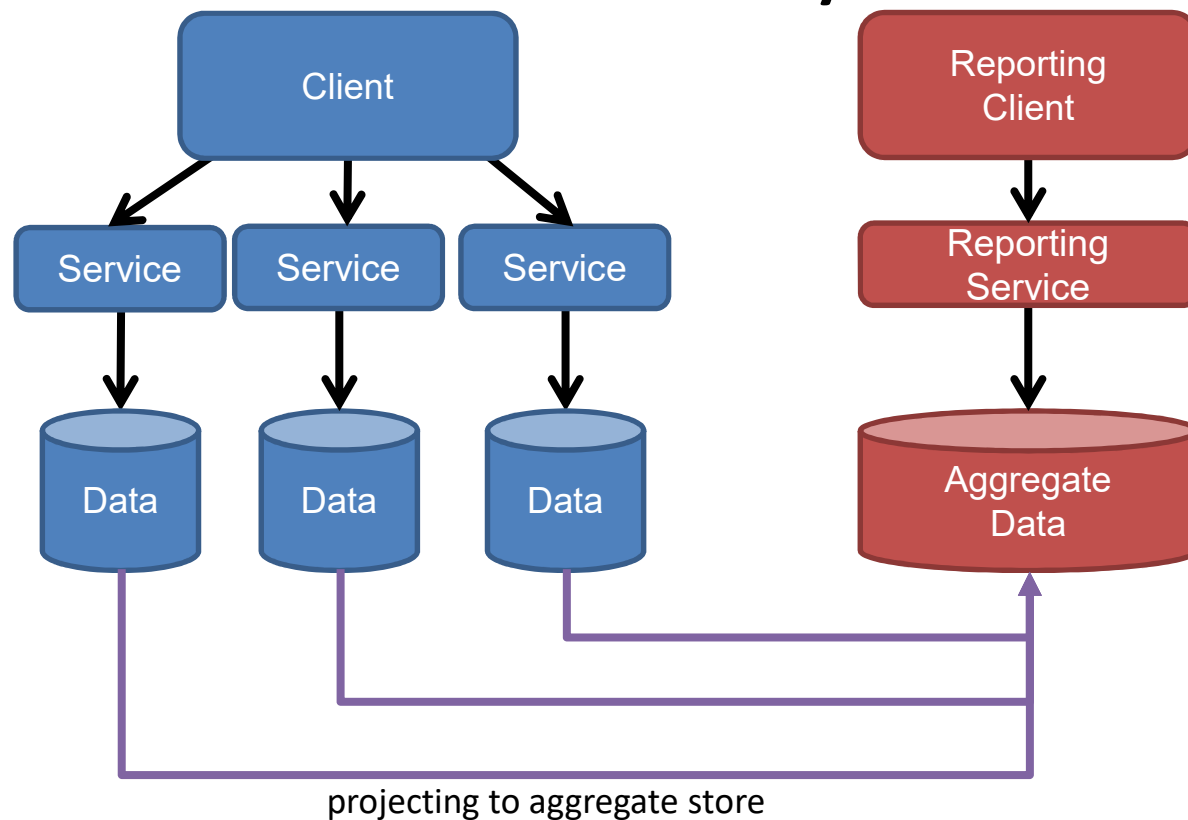 Client
Reporting
Client
Service
Service
Service
Reporting
Service
Data
Data
Data
Aggregate
Data
projecting to aggregate store